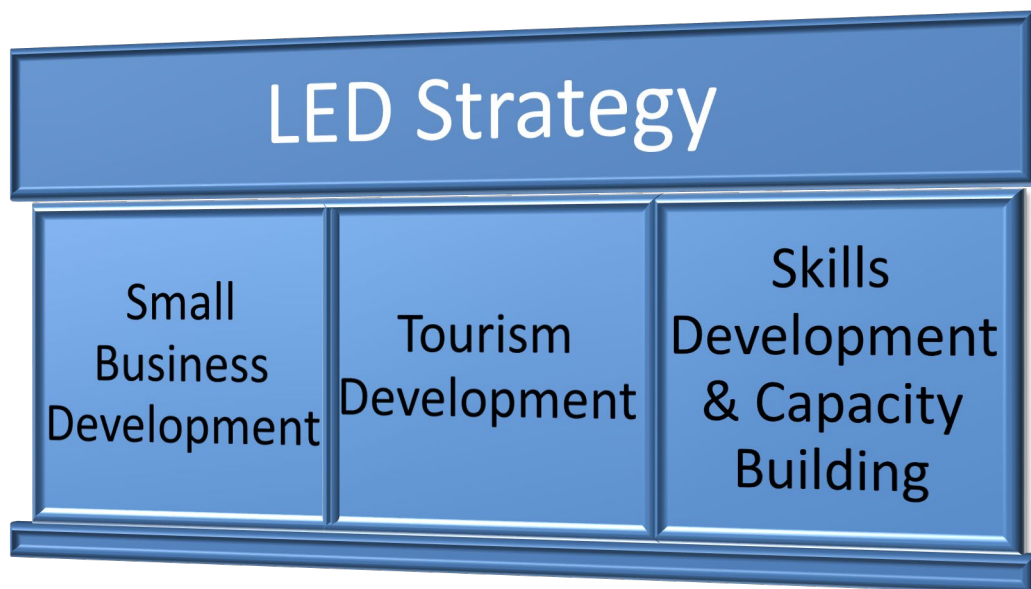 LED Strategy
Small
Business
Development
Tourism
Development
Skills
Development
& Capacity
Building